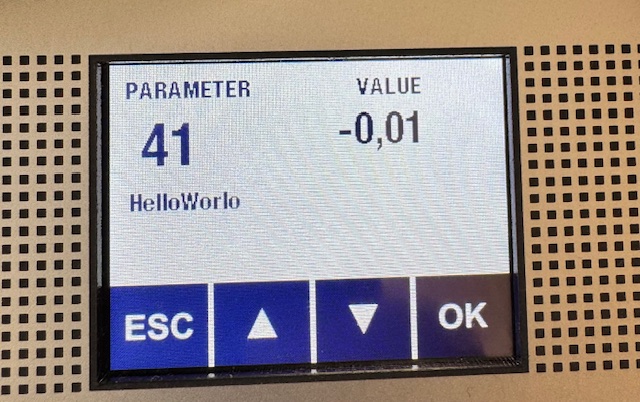 PARAMETER VALUE
41 -0,01
HelloWorlo
ESC ▲ ▼ OK